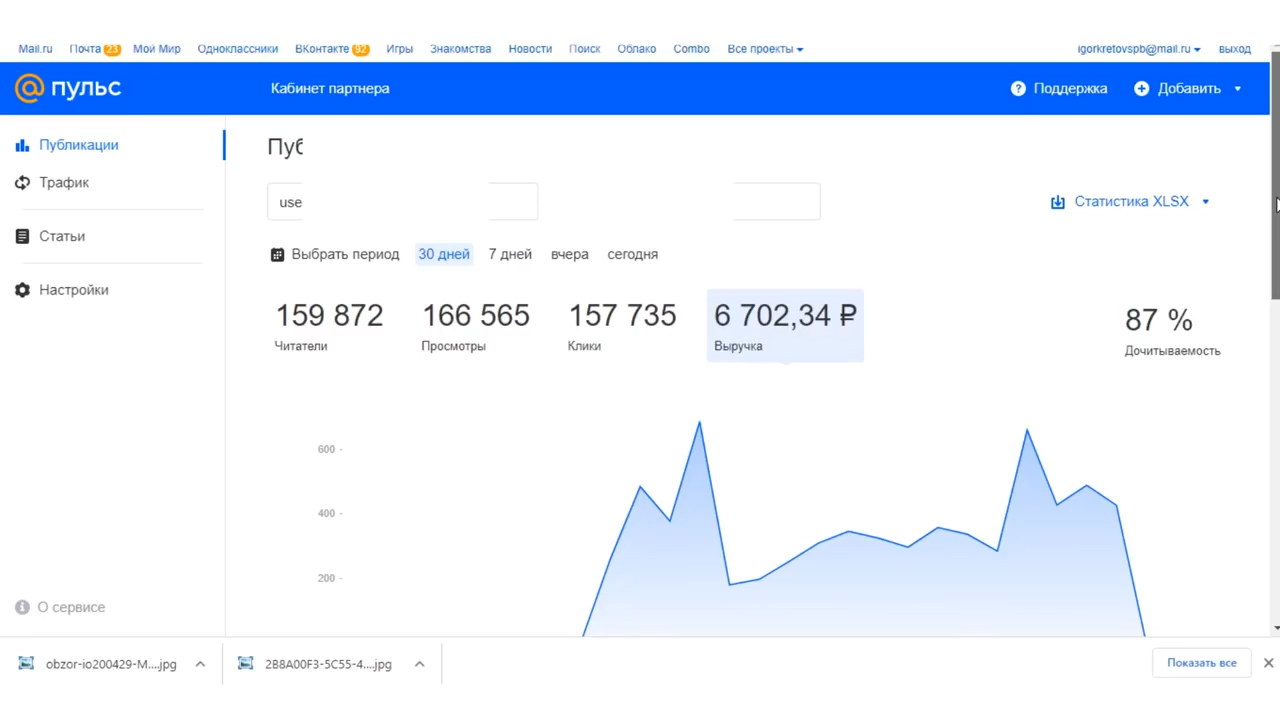 Mail.ru Почта 23 Мой Мир Одноклассники ВКонтакте 92 Игры Знакомства Новости Поиск Облако Combo Все проекты igorkretovspb@mail.ru выход
@ ПУЛЬС Кабинет партнера Поддержка Добавить
Публикации
Пуб
Трафик
use
Статистика XLSX
Статьи
Выбрать период 30 дней 7 дней вчера сегодня
Настройки
159 872 166 565 157 735 6 702,34 ₽ 87 %
Читатели Просмотры Клики Выручка Дочитываемость
600
400
200
О сервисе
obzor-io200429-M....jpg 2B8A00F3-5C55-4....jpg Показать все